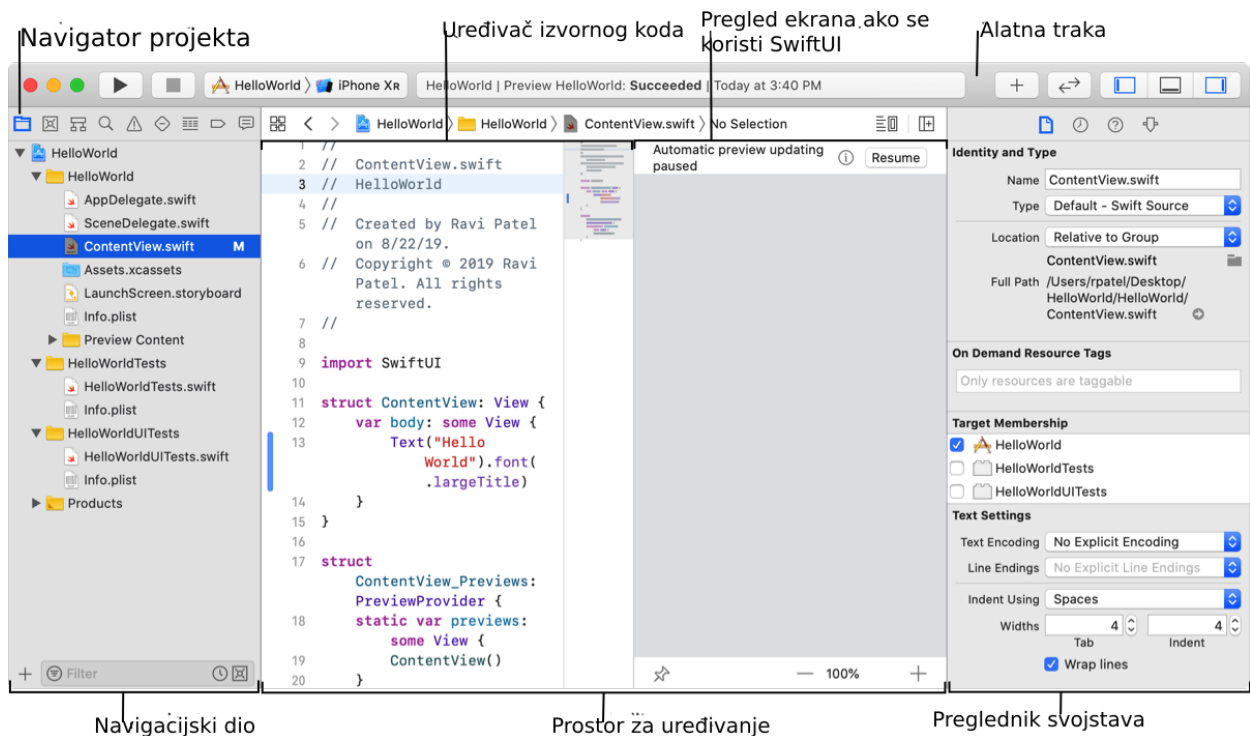 Navigator projekta
Uređivač izvornog koda
Pregled ekrana ako se
koristi SwiftUI
Alatna traka
HelloWorld
iPhone XR
HelloWorld | Preview HelloWorld: Succeeded | Today at 3:40 PM
HelloWorld
HelloWorld
ContentView.swift
No Selection
HelloWorld
HelloWorld
AppDelegate.swift
SceneDelegate.swift
ContentView.swift M
Assets.xcassets
LaunchScreen.storyboard
Info.plist
Preview Content
HelloWorldTests
HelloWorldTests.swift
Info.plist
HelloWorldUITests
HelloWorldUITests.swift
Info.plist
Products
Filter
1 //
2 // ContentView.swift
3 // HelloWorld
4 //
5 // Created by Ravi Patel
on 8/22/19.
6 // Copyright © 2019 Ravi
Patel. All rights
reserved.
7 //
8
9 import SwiftUI
10
11 struct ContentView: View {
12 var body: some View {
13 Text("Hello
World").font(
.largeTitle)
14 }
15 }
16
17 struct
ContentView_Previews:
PreviewProvider {
18 static var previews:
some View {
19 ContentView()
20 }
Automatic preview updating
paused
Resume
100%
Identity and Type
Name ContentView.swift
Type Default - Swift Source
Location Relative to Group
ContentView.swift
Full Path /Users/rpatel/Desktop/
HelloWorld/HelloWorld/
ContentView.swift
On Demand Resource Tags
Only resources are taggable
Target Membership
HelloWorld
HelloWorldTests
HelloWorldUITests
Text Settings
Text Encoding No Explicit Encoding
Line Endings No Explicit Line Endings
Indent Using Spaces
Widths 4 4
Tab Indent
Wrap lines
Navigacijski dio
Prostor za uređivanje
Preglednik svojstava